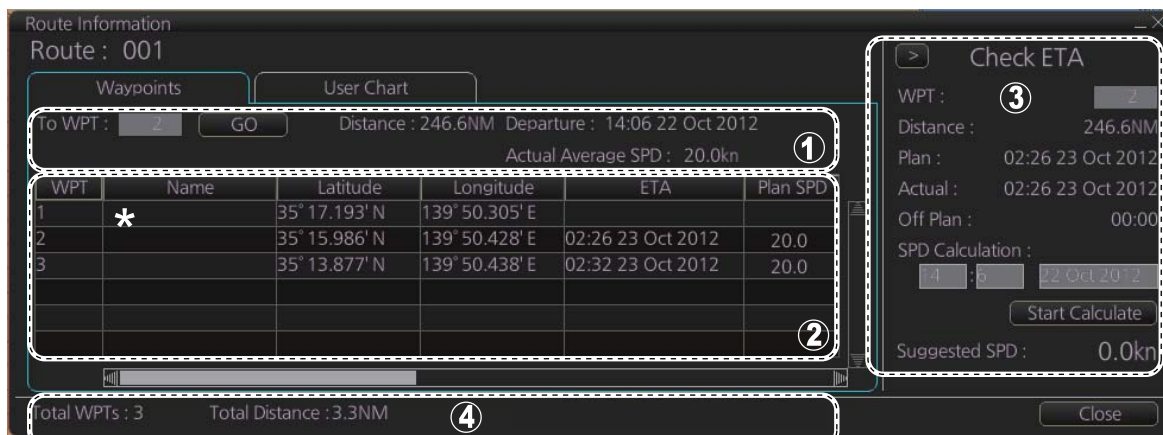 Route Information
Route : 001
Waypoints User Chart
To WPT : 2 GO Distance : 246.6NM Departure : 14:06 22 Oct 2012
Actual Average SPD : 20.0kn
①
WPT Name Latitude Longitude ETA Plan SPD
1 * 35° 17.193' N 139° 50.305' E
2 35° 15.986' N 139° 50.428' E 02:26 23 Oct 2012 20.0
3 35° 13.877' N 139° 50.438' E 02:32 23 Oct 2012 20.0
②
> Check ETA
WPT : ③ 2
Distance : 246.6NM
Plan : 02:26 23 Oct 2012
Actual : 02:26 23 Oct 2012
Off Plan : 00:00
SPD Calculation :
14 : 6 22 Oct 2012
Start Calculate
Suggested SPD : 0.0kn
Total WPTs : 3 Total Distance : 3.3NM ④
Close